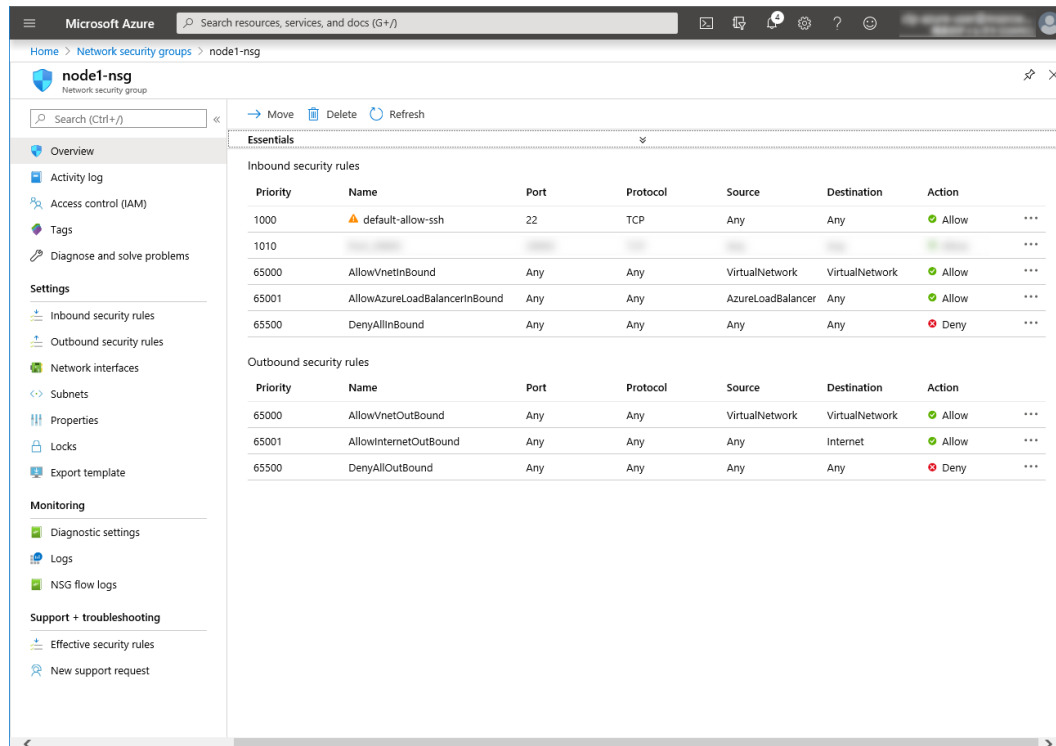 Microsoft Azure
Search resources, services, and docs (G+/)
4
Home > Network security groups > node1-nsg
node1-nsg
Network security group
Search (Ctrl+/)
«
Overview
Activity log
Access control (IAM)
Tags
Diagnose and solve problems
Settings
Inbound security rules
Outbound security rules
Network interfaces
Subnets
Properties
Locks
Export template
Monitoring
Diagnostic settings
Logs
NSG flow logs
Support + troubleshooting
Effective security rules
New support request
Move Delete Refresh
Essentials
Inbound security rules
Priority Name Port Protocol Source Destination Action
1000 default-allow-ssh 22 TCP Any Any Allow ...
1010 ...
65000 AllowVnetInBound Any Any VirtualNetwork VirtualNetwork Allow ...
65001 AllowAzureLoadBalancerInBound Any Any AzureLoadBalancer Any Allow ...
65500 DenyAllInBound Any Any Any Any Deny ...
Outbound security rules
Priority Name Port Protocol Source Destination Action
65000 AllowVnetOutBound Any Any VirtualNetwork VirtualNetwork Allow ...
65001 AllowInternetOutBound Any Any Any Internet Allow ...
65500 DenyAllOutBound Any Any Any Any Deny ...